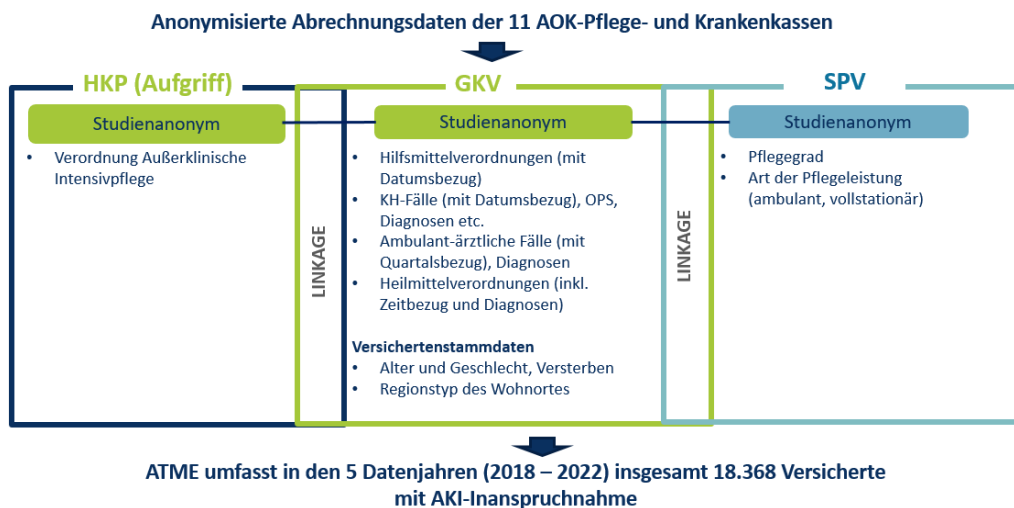 Anonymisierte Abrechnungsdaten der 11 AOK-Pflege- und Krankenkassen
HKP (Aufgriff)
Studienanonym
• Verordnung Außerklinische
Intensivpflege
LINKAGE
GKV
Studienanonym
• Hilfsmittelverordnungen (mit
Datumsbezug)
• KH-Fälle (mit Datumsbezug), OPS,
Diagnosen etc.
• Ambulant-ärztliche Fälle (mit
Quartalsbezug), Diagnosen
• Heilmittelverordnungen (inkl.
Zeitbezug und Diagnosen)
Versichertenstammdaten
• Alter und Geschlecht, Versterben
• Regionstyp des Wohnortes
LINKAGE
SPV
Studienanonym
• Pflegegrad
• Art der Pflegeleistung
(ambulant, vollstationär)
ATME umfasst in den 5 Datenjahren (2018 – 2022) insgesamt 18.368 Versicherte
mit AKI-Inanspruchnahme